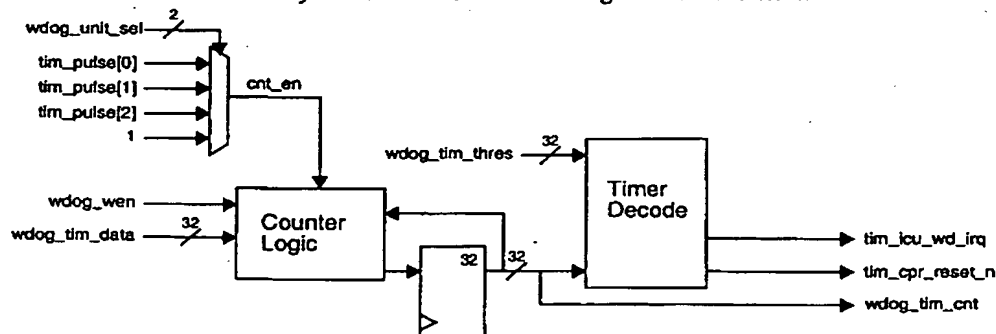 wdog_unit_sel
2
tim_pulse[0]
tim_pulse[1]
tim_pulse[2]
1
cnt_en
wdog_tim_thres
32
Timer
Decode
wdog_wen
wdog_tim_data
32
Counter
Logic
32
32
tim_icu_wd_irq
tim_cpr_reset_n
wdog_tim_cnt